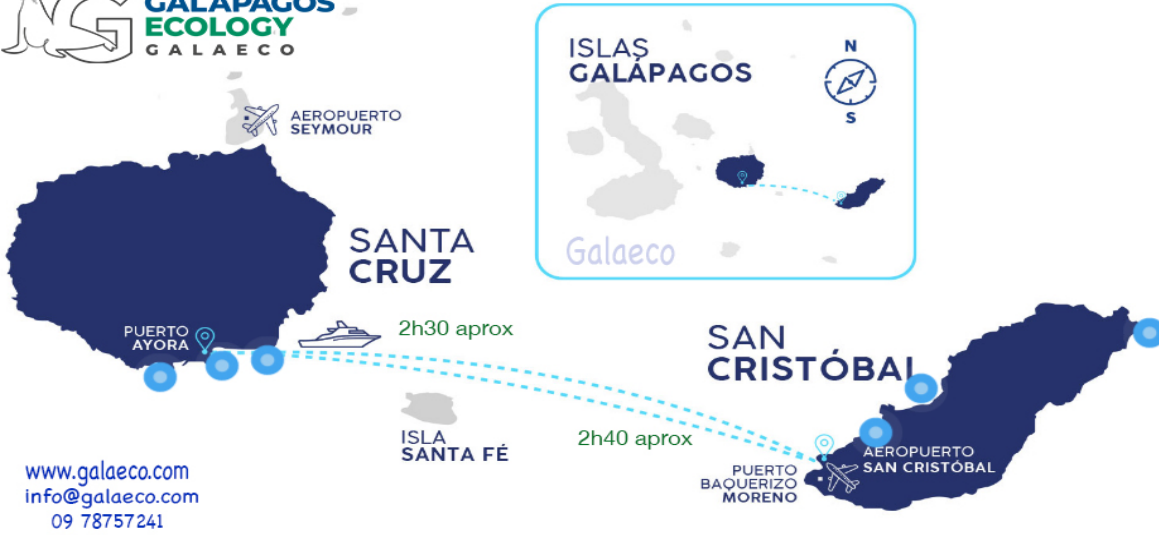 GALÁPAGOS
ECOLOGY
GALAECO
AEROPUERTO
SEYMOUR
ISLAS
GALÁPAGOS
N
S
Galaeco
SANTA
CRUZ
PUERTO
AYORA
2h30 aprox
SAN
CRISTÓBAL
ISLA
SANTA FÉ
2h40 aprox
PUERTO
BAQUERIZO
MORENO
AEROPUERTO
SAN CRISTÓBAL
www.galaeco.com
info@galaeco.com
09 78757241